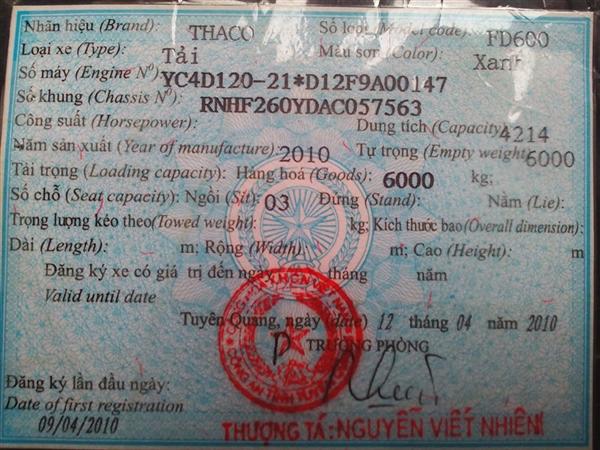 Nhãn hiệu (Brand): THACO Số loại (Model code): FD600
Loại xe (Type): Tải Màu sơn (Color): Xanh
Số máy (Engine Nº) YC4D120-21*D12F9A00147
Số khung (Chassis Nº) RNHF260YDAC057563
Công suất (Horsepower): Dung tích (Capacity) 4214
Năm sản xuất (Year of manufacture): 2010 Tự trọng (Empty weight) 6000
Tải trọng (Loading capacity): Hàng hoá (Goods): 6000 kg;
Số chỗ (Seat capacity): Ngồi (Sit): 03 Đứng (Stand): Nằm (Lie):
Trọng lượng kéo theo (Towed weight): kg; Kích thước bao (Overall dimension):
Dài (Length): m; Rộng (Width): m; Cao (Height): m
Đăng ký xe có giá trị đến ngày tháng năm
Valid until date
Tuyên Quang, ngày (date) 12 tháng 04 năm 2010
TRƯỞNG PHÒNG
Đăng ký lần đầu ngày:
Date of first registration
09/04/2010
THƯỢNG TÁ: NGUYỄN VIẾT NHIÊN